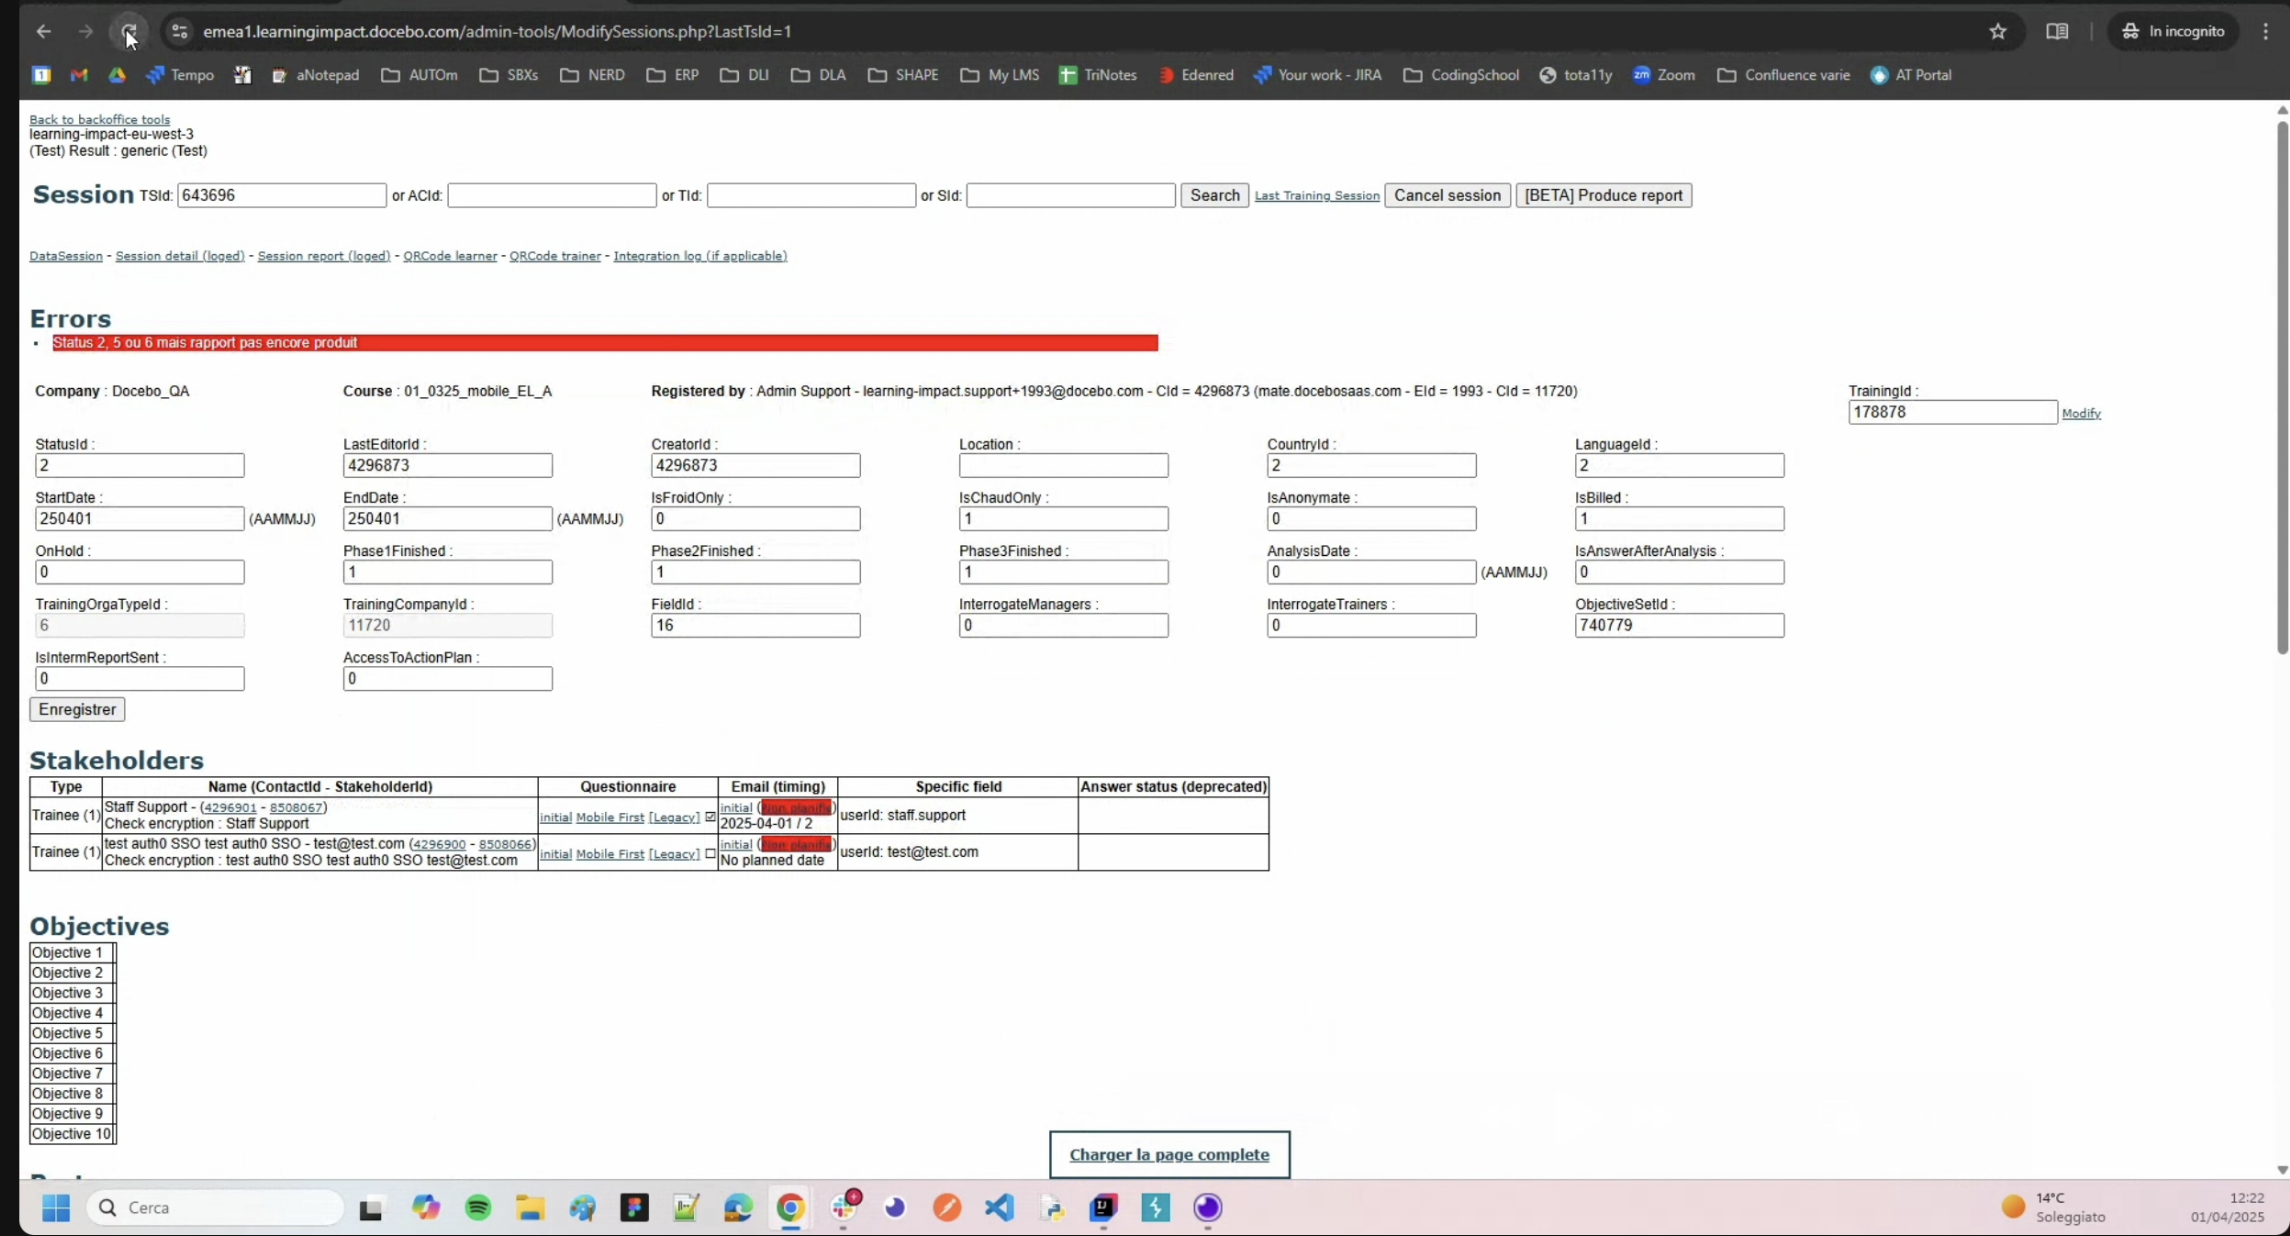 emea1.learningimpact.docebo.com/admin-tools/ModifySessions.php?LastTsId=1
In incognito
Tempo aNotepad AUTOm SBXs NERD ERP DLI DLA SHAPE My LMS TriNotes Edenred Your work - JIRA CodingSchool tota11y Zoom Confluence varie AT Portal
Back to backoffice tools
learning-impact-eu-west-3
(Test) Result : generic (Test)
Session TSId: 643696 or ACId: or TId: or SId: Search Last Training Session Cancel session [BETA] Produce report
DataSession - Session detail (loged) - Session report (loged) - QRCode learner - QRCode trainer - Integration log (if applicable)
Errors
Status 2, 5 ou 6 mais rapport pas encore produit
Company : Docebo_QA Course : 01_0325_mobile_EL_A Registered by : Admin Support - learning-impact.support+1993@docebo.com - CId = 4296873 (mate.docebosaas.com - EId = 1993 - CId = 11720) TrainingId :
178878 Modify
StatusId : LastEditorId : CreatorId : Location : CountryId : LanguageId :
2 4296873 4296873 2 2
StartDate : EndDate : IsFroidOnly : IsChaudOnly : IsAnonymate : IsBilled :
250401 (AAMMJJ) 250401 (AAMMJJ) 0 1 0 1
OnHold : Phase1Finished : Phase2Finished : Phase3Finished : AnalysisDate : IsAnswerAfterAnalysis :
0 1 1 1 0 (AAMMJJ) 0
TrainingOrgaTypeId : TrainingCompanyId : FieldId : InterrogateManagers : InterrogateTrainers : ObjectiveSetId :
6 11720 16 0 0 740779
IsIntermReportSent : AccessToActionPlan :
0 0
Enregistrer
Stakeholders
Type Name (ContactId - StakeholderId) Questionnaire Email (timing) Specific field Answer status (deprecated)
Trainee (1) Staff Support - (4296901 - 8508067) initial Mobile First [Legacy] initial ( ) userId: staff.support
Check encryption : Staff Support 2025-04-01 / 2
Trainee (1) test auth0 SSO test auth0 SSO - test@test.com (4296900 - 8508066) initial Mobile First [Legacy] initial ( ) userId: test@test.com
Check encryption : test auth0 SSO test auth0 SSO test@test.com No planned date
Objectives
Objective 1
Objective 2
Objective 3
Objective 4
Objective 5
Objective 6
Objective 7
Objective 8
Objective 9
Objective 10
Charger la page complete
Cerca
14°C
Soleggiato
12:22
01/04/2025